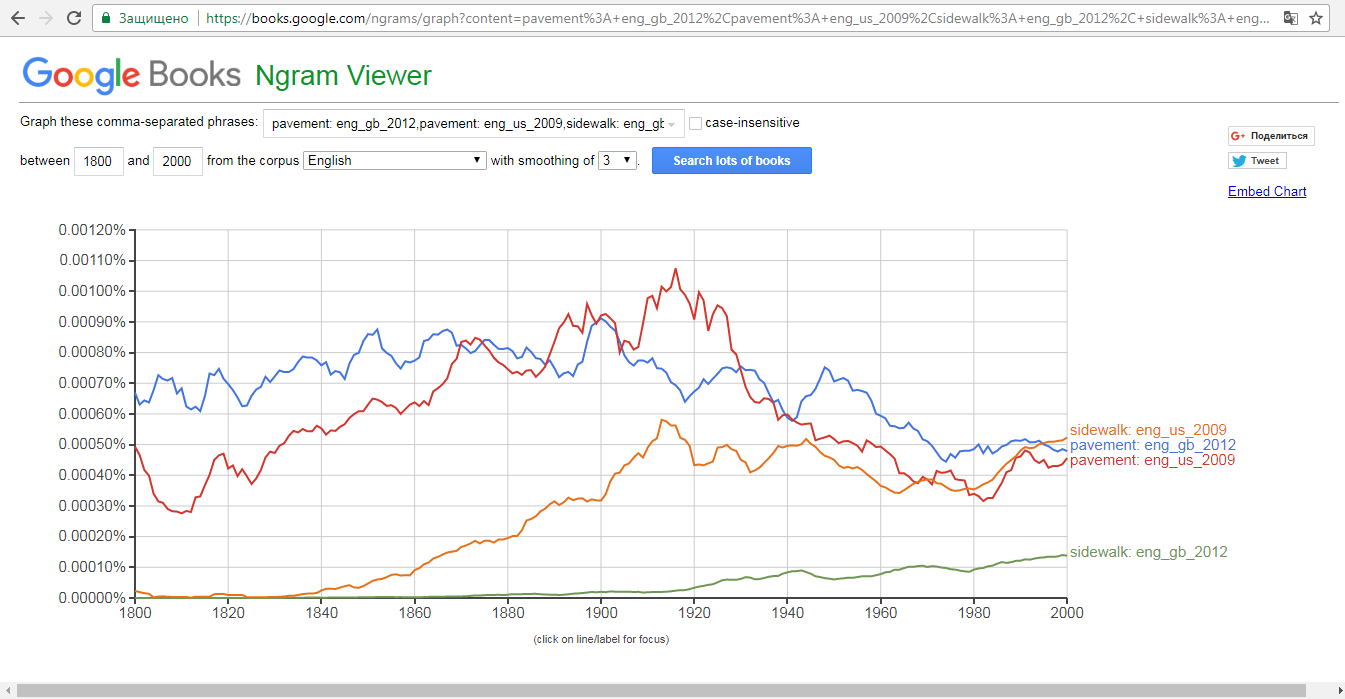 Защищено https://books.google.com/ngrams/graph?content=pavement%3A+eng_gb_2012%2Cpavement%3A+eng_us_2009%2Csidewalk%3A+eng_gb_2012%2C+sidewalk%3A+eng...
Google Books Ngram Viewer
Graph these comma-separated phrases: pavement: eng_gb_2012,pavement: eng_us_2009,sidewalk: eng_gb case-insensitive
between 1800 and 2000 from the corpus English with smoothing of 3 . Search lots of books
G+ Поделиться
Tweet
Embed Chart
0.00120%
0.00110%
0.00100%
0.00090%
0.00080%
0.00070%
0.00060%
0.00050%
0.00040%
0.00030%
0.00020%
0.00010%
0.00000%
sidewalk: eng_us_2009
pavement: eng_gb_2012
pavement: eng_us_2009
sidewalk: eng_gb_2012
1800 1820 1840 1860 1880 1900 1920 1940 1960 1980 2000
(click on line/label for focus)